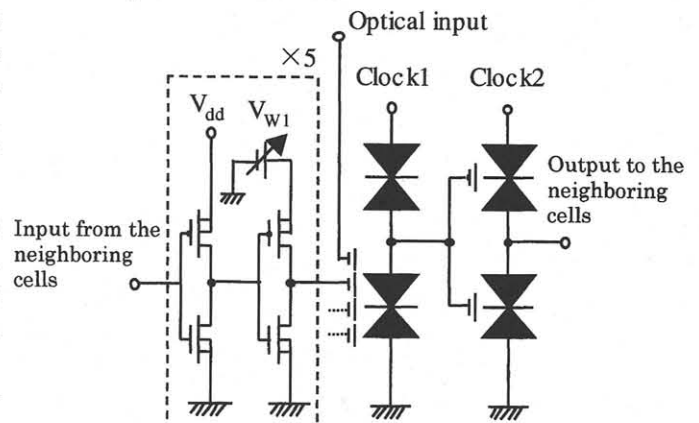 Optical input
×5
Clock1
Clock2
Vdd
VW1
Output to the
neighboring
cells
Input from the
neighboring
cells